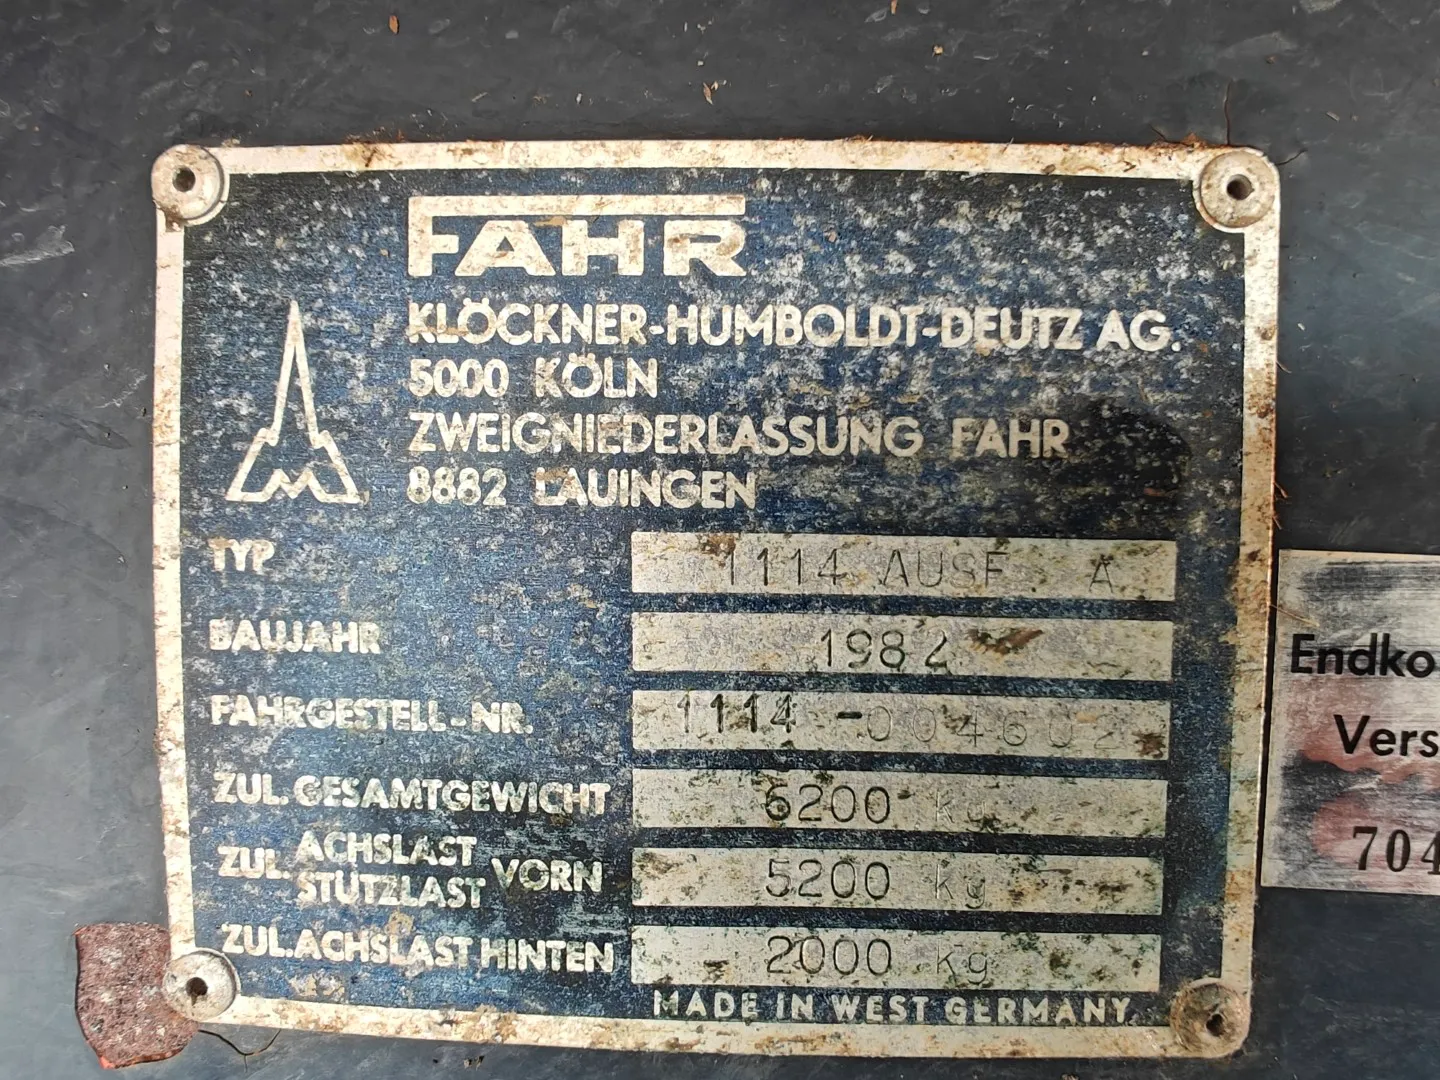 FAHR
KLÖCKNER-HUMBOLDT-DEUTZ AG.
5000 KÖLN
ZWEIGNIEDERLASSUNG FAHR
8882 LAUINGEN
TYP 1114 AUSF A
BAUJAHR 1982
FAHRGESTELL-NR. 1114-0046 02
ZUL. GESAMTGEWICHT 6200 kg
ZUL. ACHSLAST STÜTZLAST VORN 5200 kg
ZUL. ACHSLAST HINTEN 2000 kg
MADE IN WEST GERMANY
Endko
Vers
704